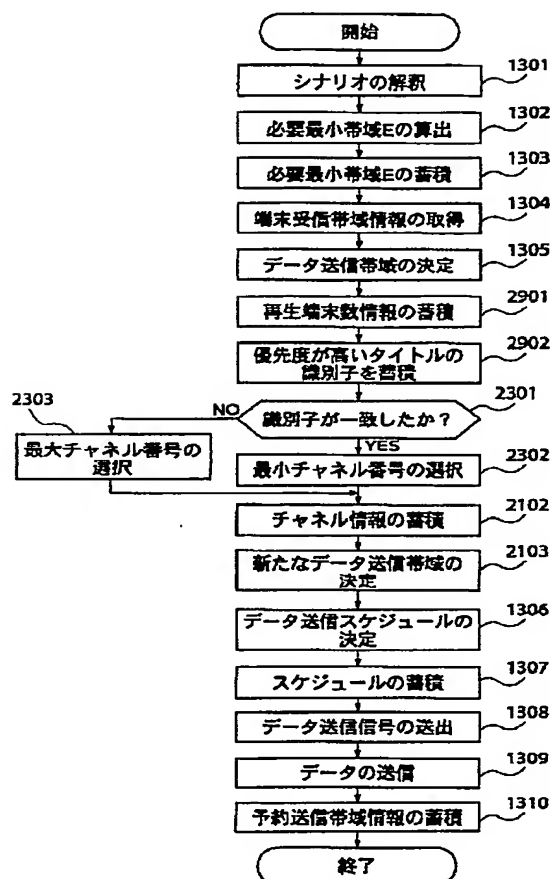 開始
シナリオの解釈
1301
必要最小帯域Eの算出
1302
必要最小帯域Eの蓄積
1303
端末受信帯域情報の取得
1304
データ送信帯域の決定
1305
再生端末数情報の蓄積
2901
優先度が高いタイトルの
識別子を蓄積
2902
識別子が一致したか？
2301
NO
YES
2303
最大チャネル番号の
選択
最小チャネル番号の選択
2302
チャネル情報の蓄積
2102
新たなデータ送信帯域の
決定
2103
データ送信スケジュールの
決定
1306
スケジュールの蓄積
1307
データ送信信号の送出
1308
データの送信
1309
予約送信帯域情報の蓄積
1310
終了